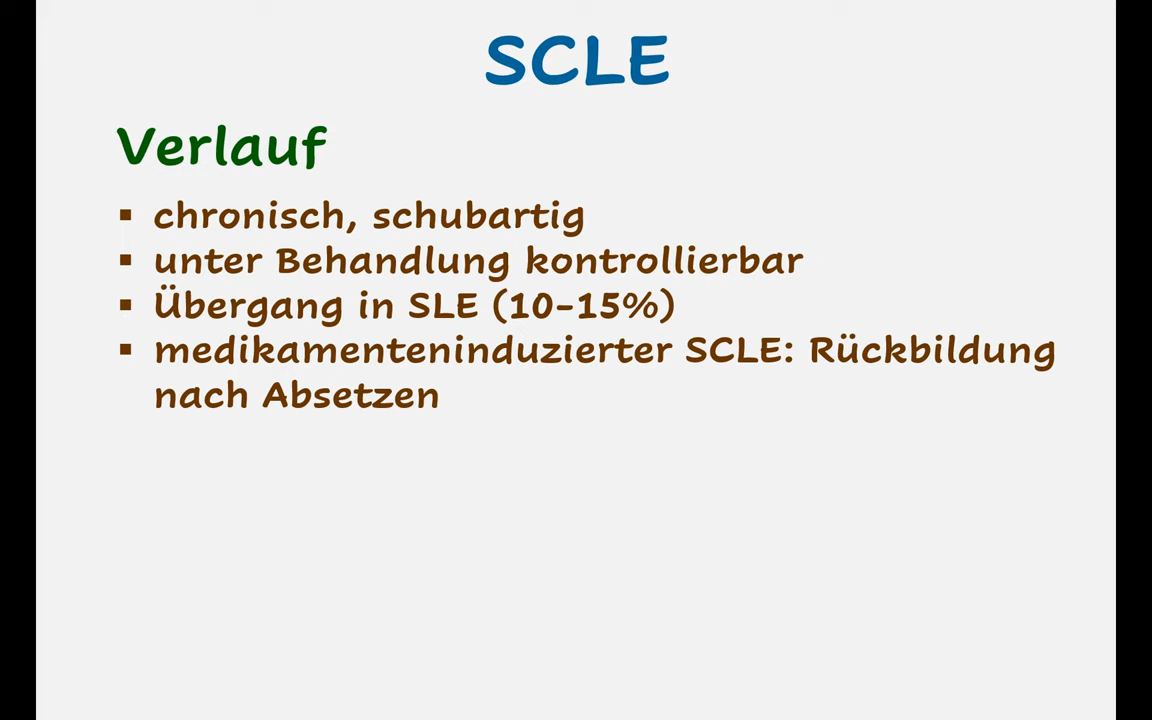 SCLE
Verlauf
▪ chronisch, schubartig
▪ unter Behandlung kontrollierbar
▪ Übergang in SLE (10-15%)
▪ medikamenteninduzierter SCLE: Rückbildung
nach Absetzen